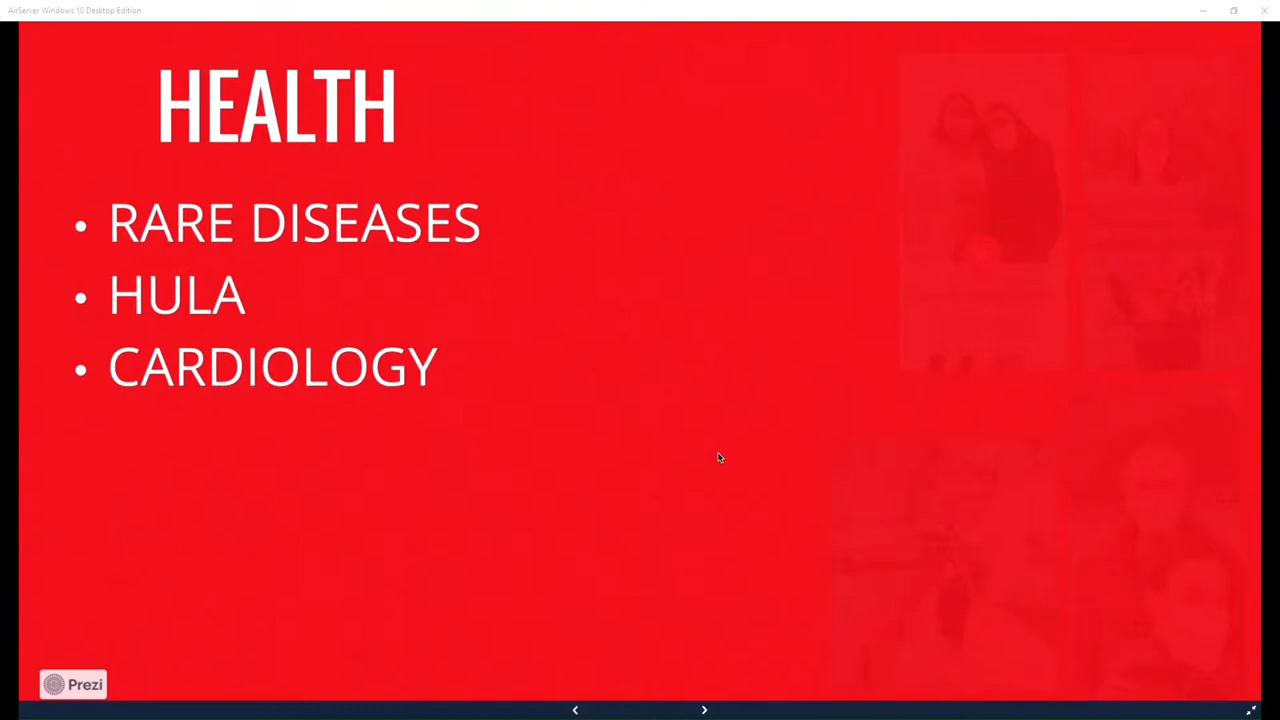 AirServer Windows 10 Desktop Edition
HEALTH
• RARE DISEASES
• HULA
• CARDIOLOGY
Prezi